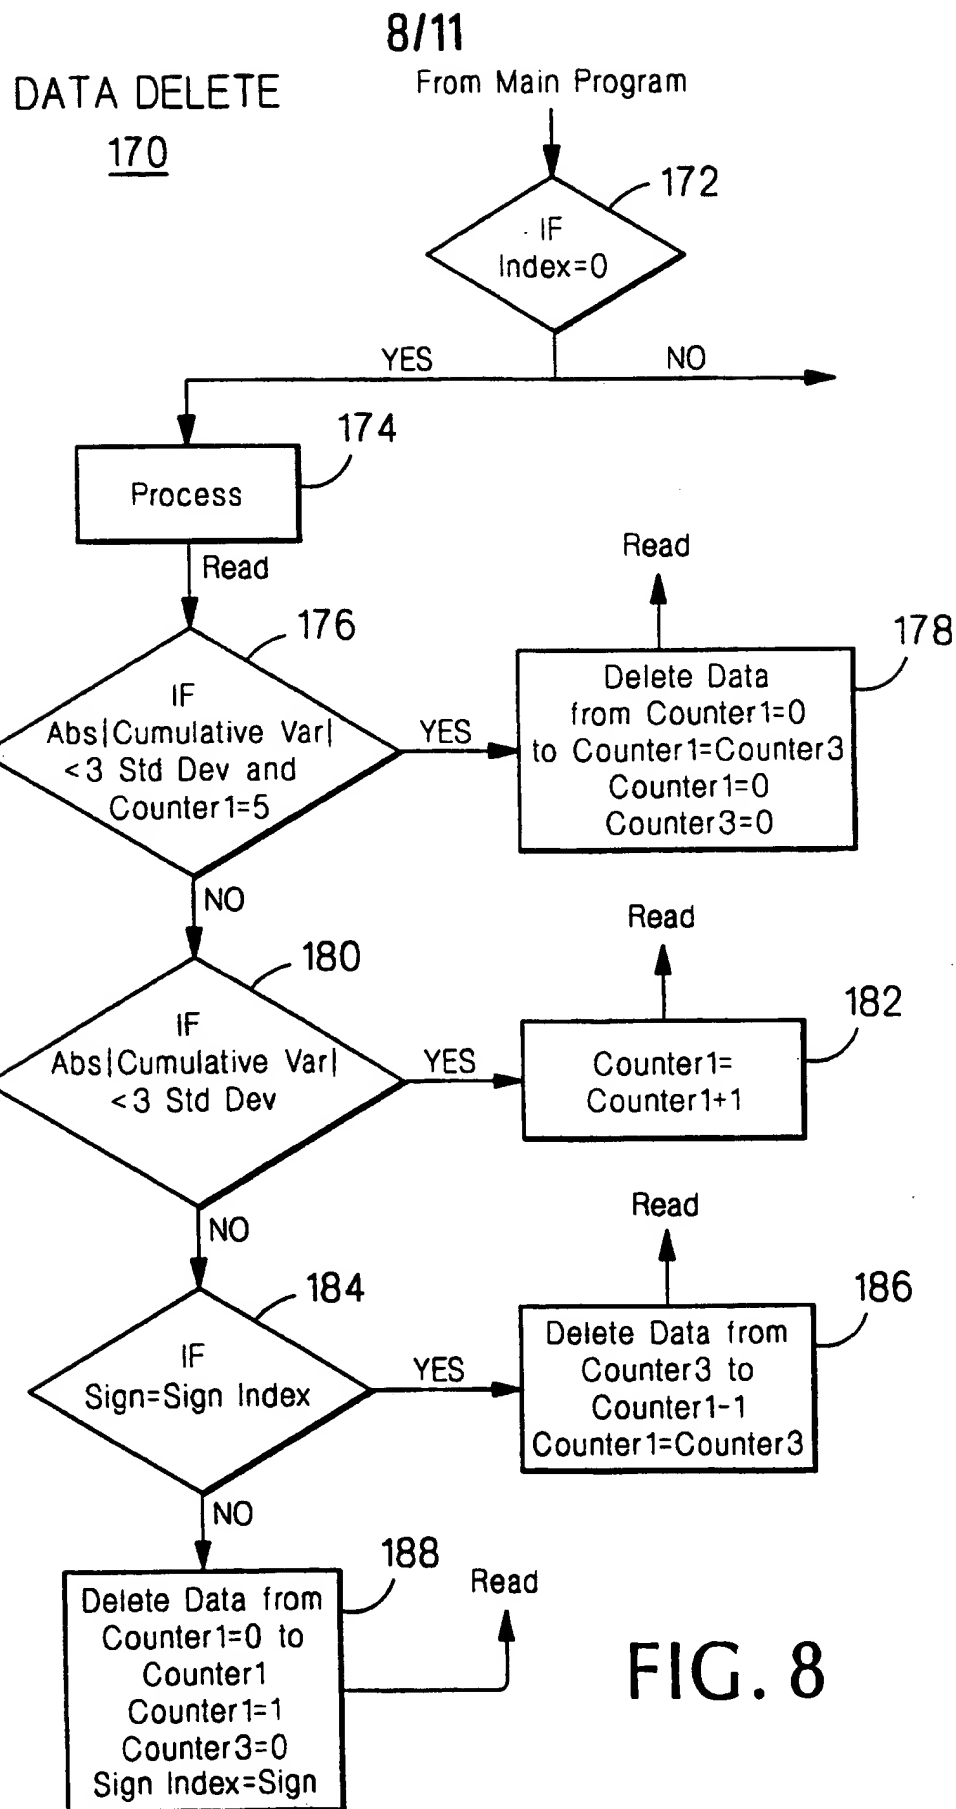 8/11
DATA DELETE
170
From Main Program
172
IF
Index=0
YES
NO
174
Process
Read
176
IF
Abs|Cumulative Var|
<3 Std Dev and
Counter1=5
YES
NO
Read
178
Delete Data
from Counter1=0
to Counter1=Counter3
Counter1=0
Counter3=0
180
IF
Abs|Cumulative Var|
<3 Std Dev
YES
NO
Read
182
Counter1=
Counter1+1
184
IF
Sign=Sign Index
YES
NO
Read
186
Delete Data from
Counter3 to
Counter1-1
Counter1=Counter3
188
Delete Data from
Counter1=0 to
Counter1
Counter1=1
Counter3=0
Sign Index=Sign
Read
FIG. 8